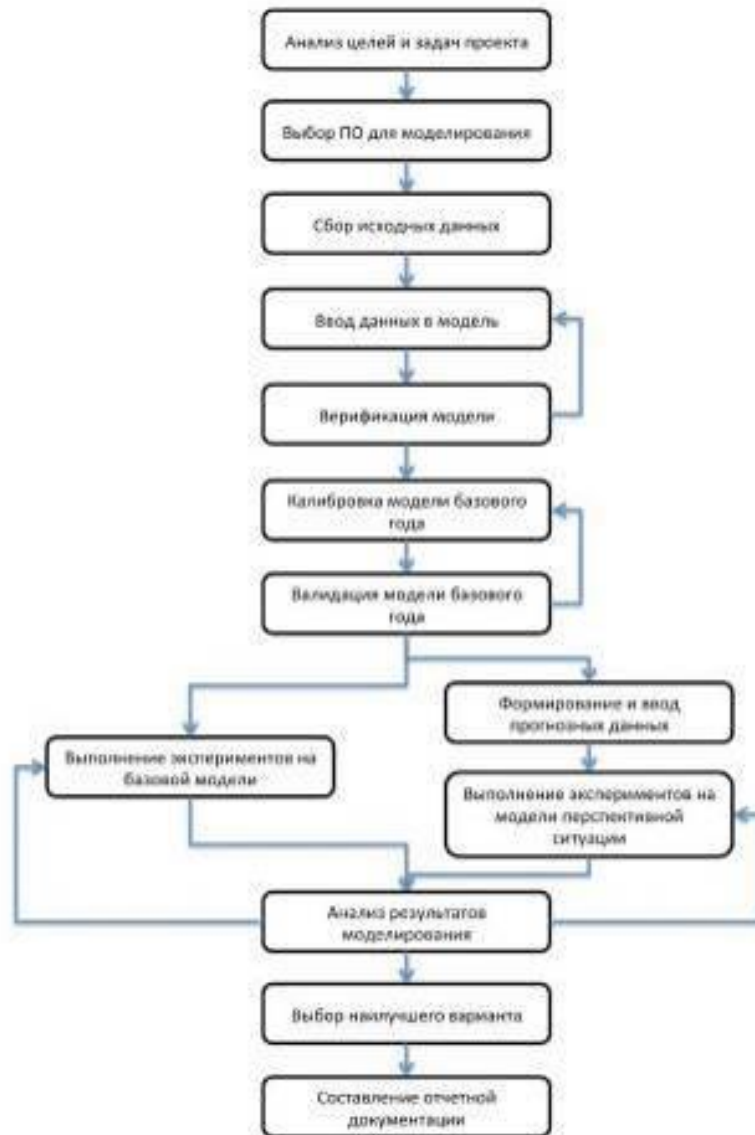 Анализ целей и задач проекта
Выбор ПО для моделирования
Сбор исходных данных
Ввод данных в модель
Верификация модели
Калибровка модели базового
года
Валидация модели базового
года
Формирование и ввод
прогнозных данных
Выполнение экспериментов на
базовой модели
Выполнение экспериментов на
модели перспективной
ситуации
Анализ результатов
моделирования
Выбор наилучшего варианта
Составление отчетной
документации